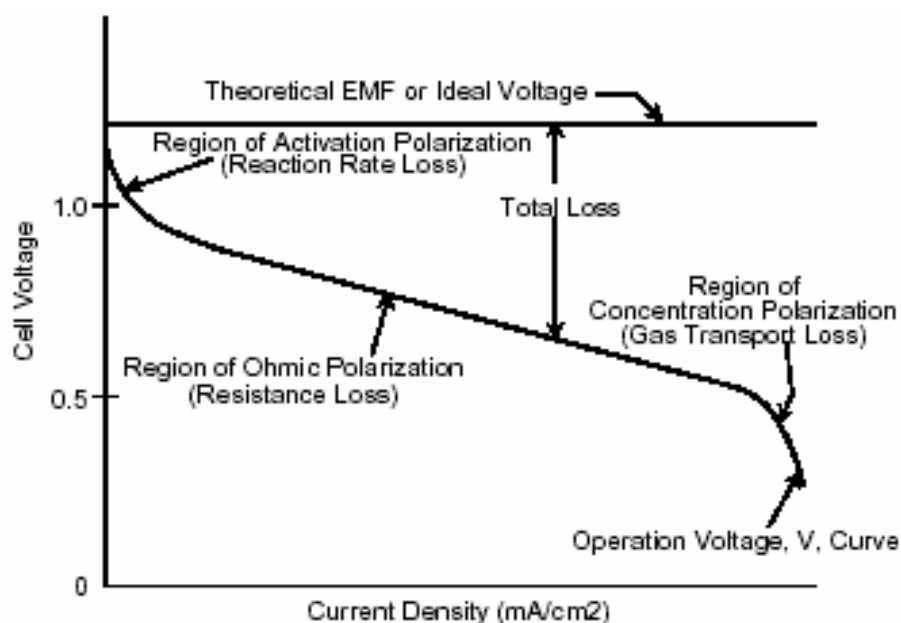 Theoretical EMF or Ideal Voltage
Region of Activation Polarization
(Reaction Rate Loss)
1.0
Total Loss
Cell Voltage
Region of
Concentration Polarization
(Gas Transport Loss)
Region of Ohmic Polarization
(Resistance Loss)
0.5
Operation Voltage, V, Curve
0
Current Density (mA/cm2)